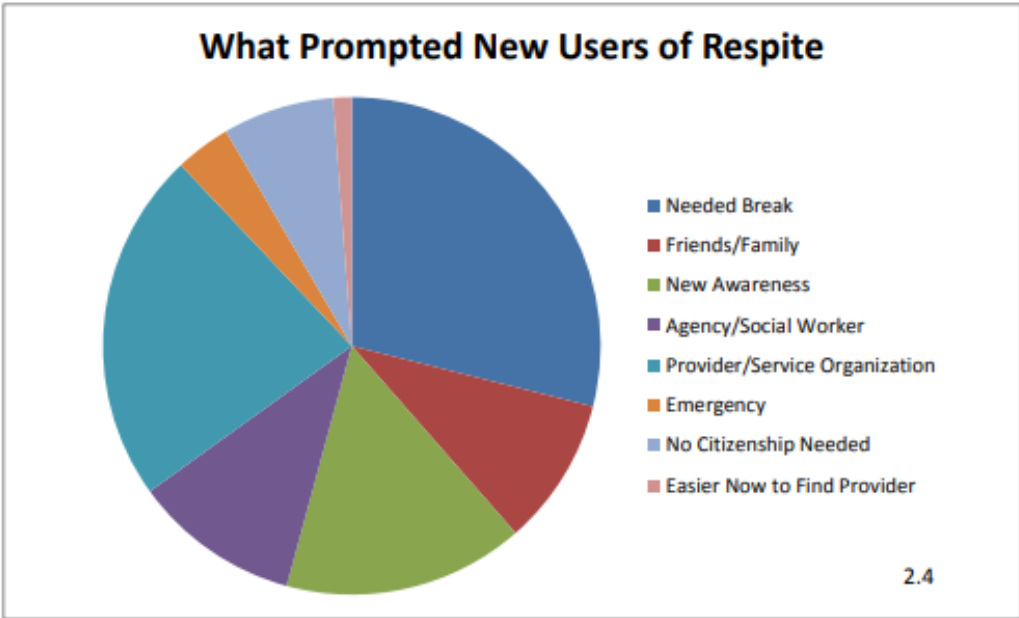 What Prompted New Users of Respite
Needed Break
Friends/Family
New Awareness
Agency/Social Worker
Provider/Service Organization
Emergency
No Citizenship Needed
Easier Now to Find Provider
2.4